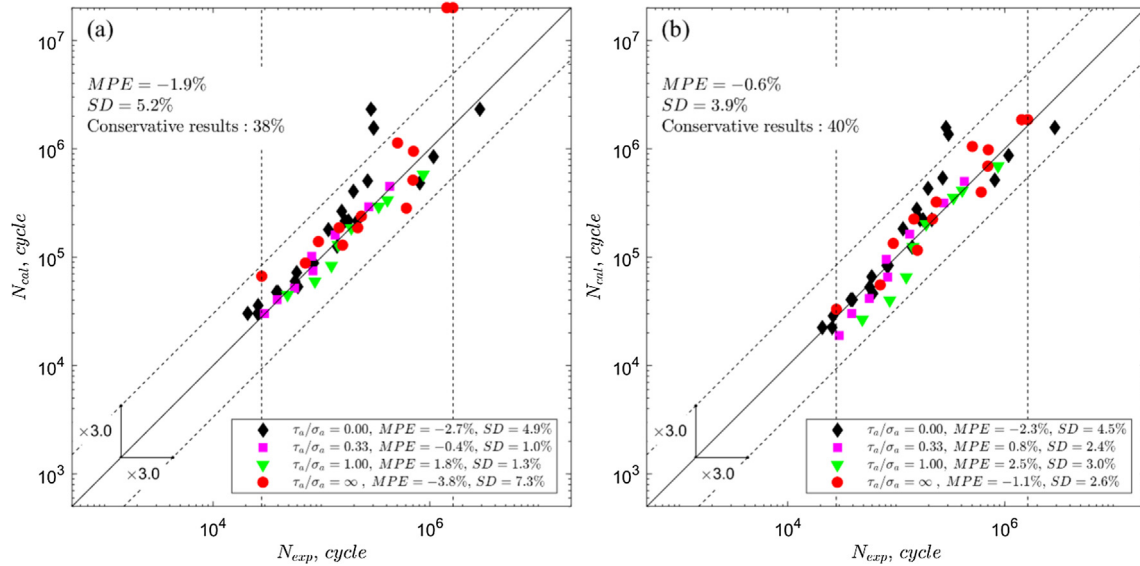 (a)
MPE = −1.9%
SD = 5.2%
Conservative results : 38%
10^7
10^6
10^5
10^4
10^3
N_cal, cycle
×3.0
×3.0
τ_a/σ_a = 0.00, MPE = −2.7%, SD = 4.9%
τ_a/σ_a = 0.33, MPE = −0.4%, SD = 1.0%
τ_a/σ_a = 1.00, MPE = 1.8%, SD = 1.3%
τ_a/σ_a = ∞ , MPE = −3.8%, SD = 7.3%
10^4
10^6
N_exp, cycle
(b)
MPE = −0.6%
SD = 3.9%
Conservative results : 40%
10^7
10^6
10^5
10^4
10^3
cycle
×3.0
×3.0
τ_a/σ_a = 0.00, MPE = −2.3%, SD = 4.5%
τ_a/σ_a = 0.33, MPE = 0.8%, SD = 2.4%
τ_a/σ_a = 1.00, MPE = 2.5%, SD = 3.0%
τ_a/σ_a = ∞ , MPE = −1.1%, SD = 2.6%
10^4
10^6
N_exp, cycle